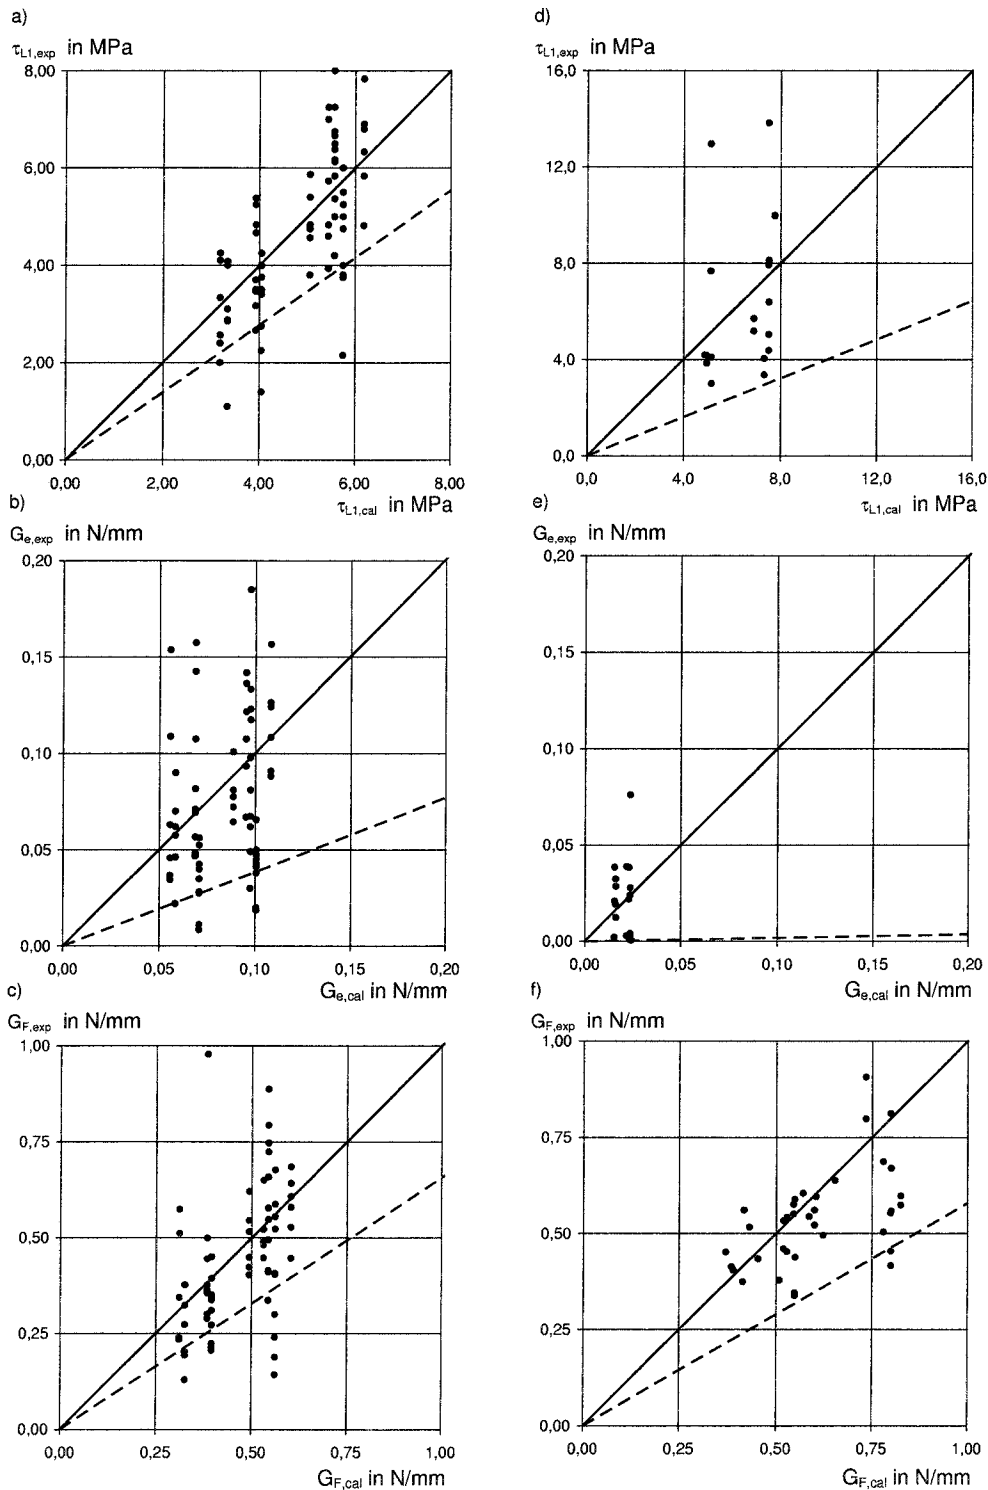 a)
τL1,exp in MPa
8,00
6,00
4,00
2,00
0,00
0,00 2,00 4,00 6,00 8,00
τL1,cal in MPa
b)
Ge,exp in N/mm
0,20
0,15
0,10
0,05
0,00
0,00 0,05 0,10 0,15 0,20
Ge,cal in N/mm
c)
GF,exp in N/mm
1,00
0,75
0,50
0,25
0,00
0,00 0,25 0,50 0,75 1,00
GF,cal in N/mm
d)
τL1,exp in MPa
16,0
12,0
8,0
4,0
0,0
0,0 4,0 8,0 12,0 16,0
τL1,cal in MPa
e)
Ge,exp in N/mm
0,20
0,15
0,10
0,05
0,00
0,00 0,05 0,10 0,15 0,20
Ge,cal in N/mm
f)
GF,exp in N/mm
1,00
0,75
0,50
0,25
0,00
0,00 0,25 0,50 0,75 1,00
GF,cal in N/mm